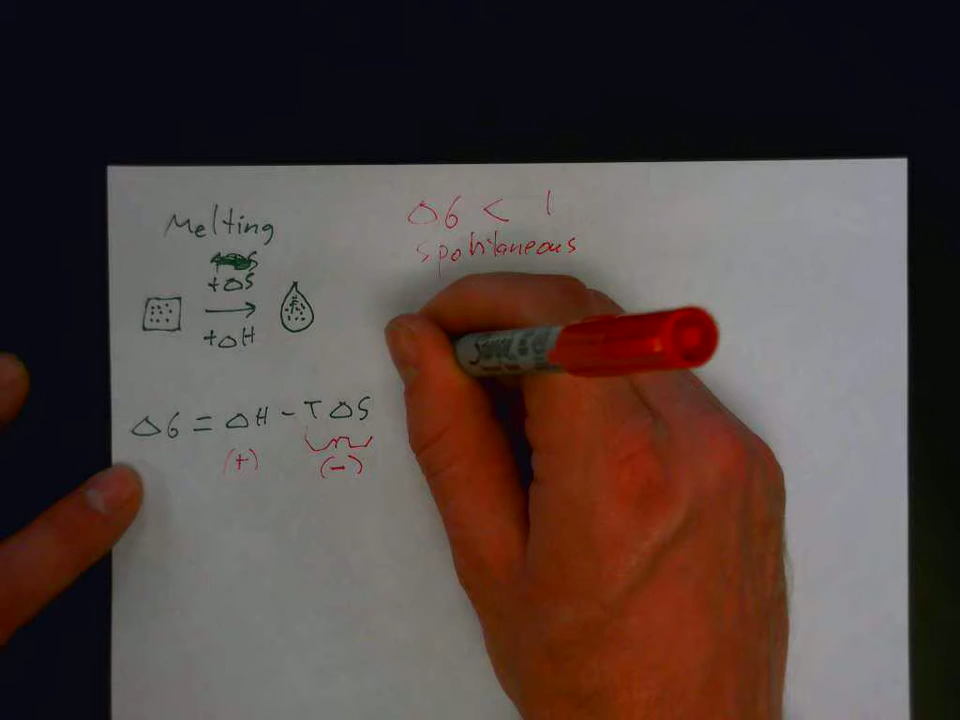 Melting
ΔG < 1
spontaneous
+ΔS
+ΔH
ΔG = ΔH - TΔS
(+) (-)